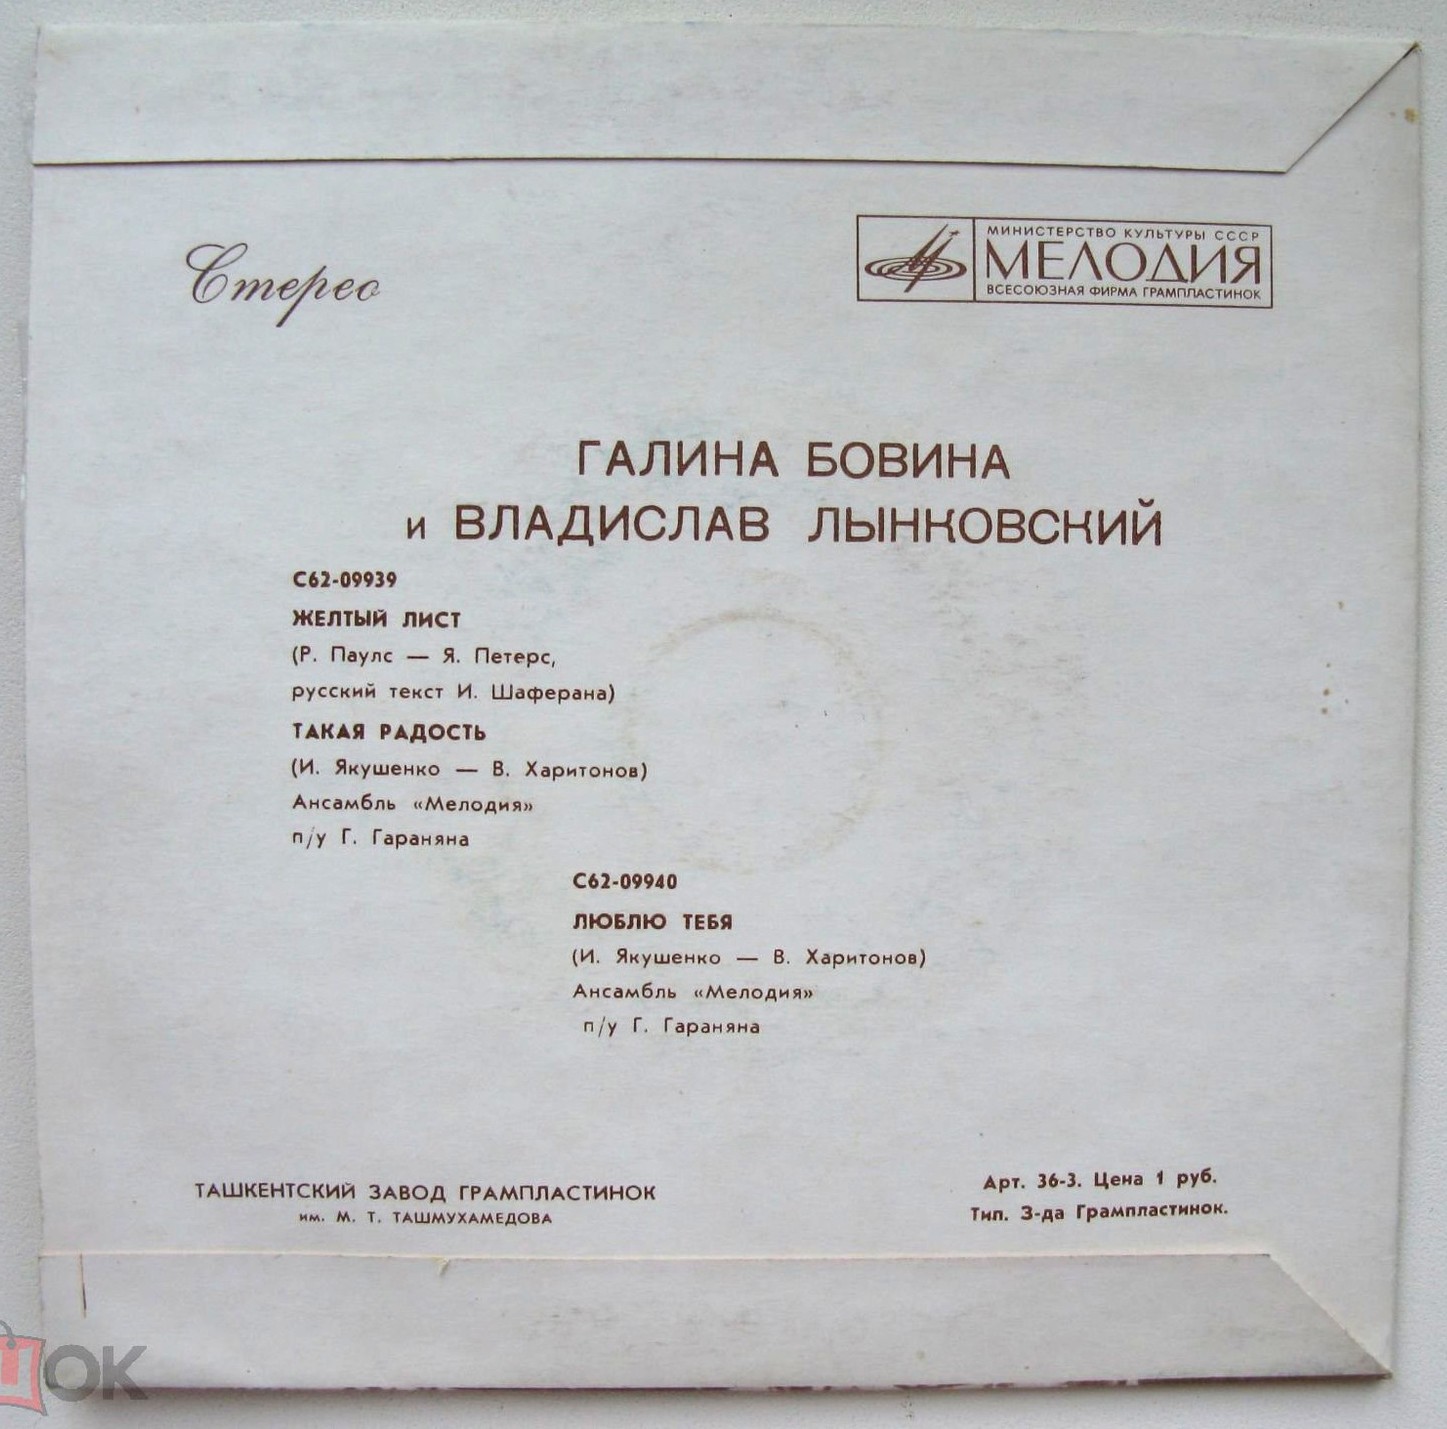 Стерео
МИНИСТЕРСТВО КУЛЬТУРЫ СССР
МЕЛОДИЯ
ВСЕСОЮЗНАЯ ФИРМА ГРАМПЛАСТИНОК
ГАЛИНА БОВИНА
и ВЛАДИСЛАВ ЛЫНКОВСКИЙ
С62-09939
ЖЕЛТЫЙ ЛИСТ
(Р. Паулс — Я. Петерс,
русский текст И. Шаферана)
ТАКАЯ РАДОСТЬ
(И. Якушенко — В. Харитонов)
Ансамбль «Мелодия»
п/у Г. Гараняна
С62-09940
ЛЮБЛЮ ТЕБЯ
(И. Якушенко — В. Харитонов)
Ансамбль «Мелодия»
п/у Г. Гараняна
ТАШКЕНТСКИЙ ЗАВОД ГРАМПЛАСТИНОК
им. М. Т. ТАШМУХАМЕДОВА
Арт. 36-3. Цена 1 руб.
Тип. З-да Грампластинок.
ОК